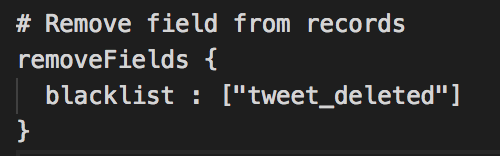 # Remove field from records
removeFields {
  blacklist : ["tweet_deleted"]
}